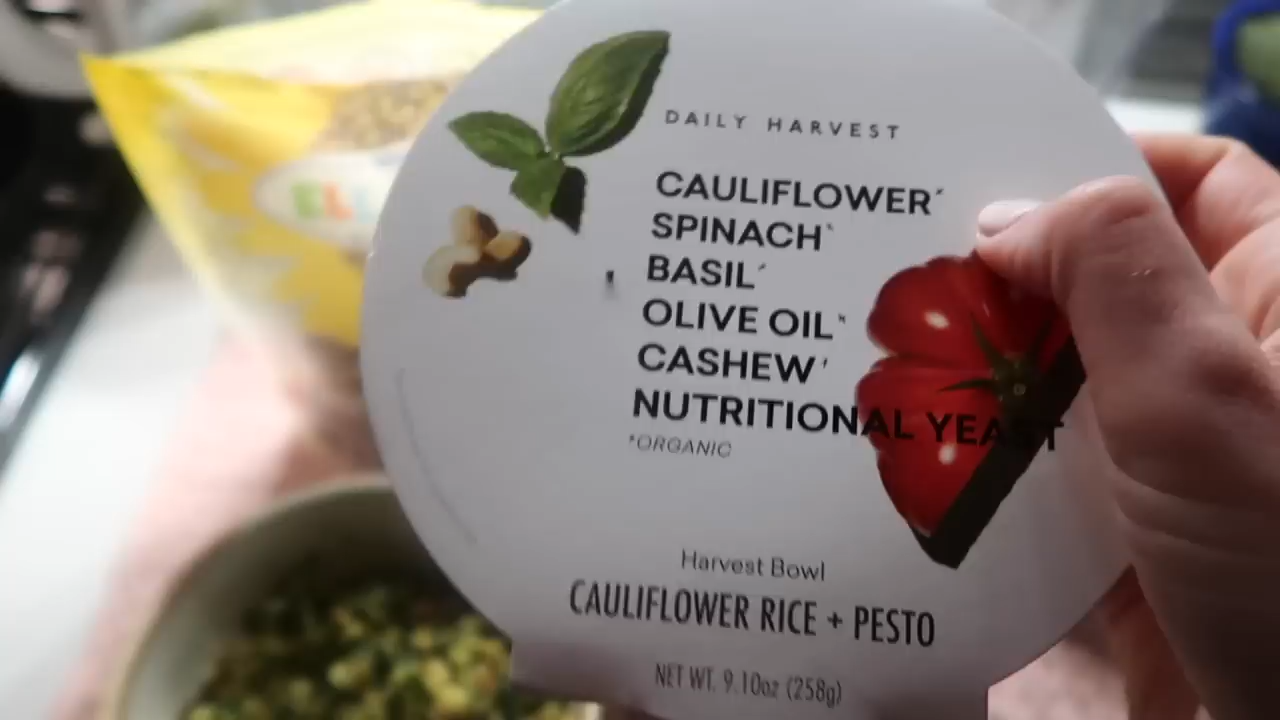 DAILY HARVEST
CAULIFLOWER*
SPINACH*
BASIL*
OLIVE OIL*
CASHEW*
NUTRITIONAL YEAST
*ORGANIC
Harvest Bowl
CAULIFLOWER RICE + PESTO
NET WT. 9.10oz (258g)